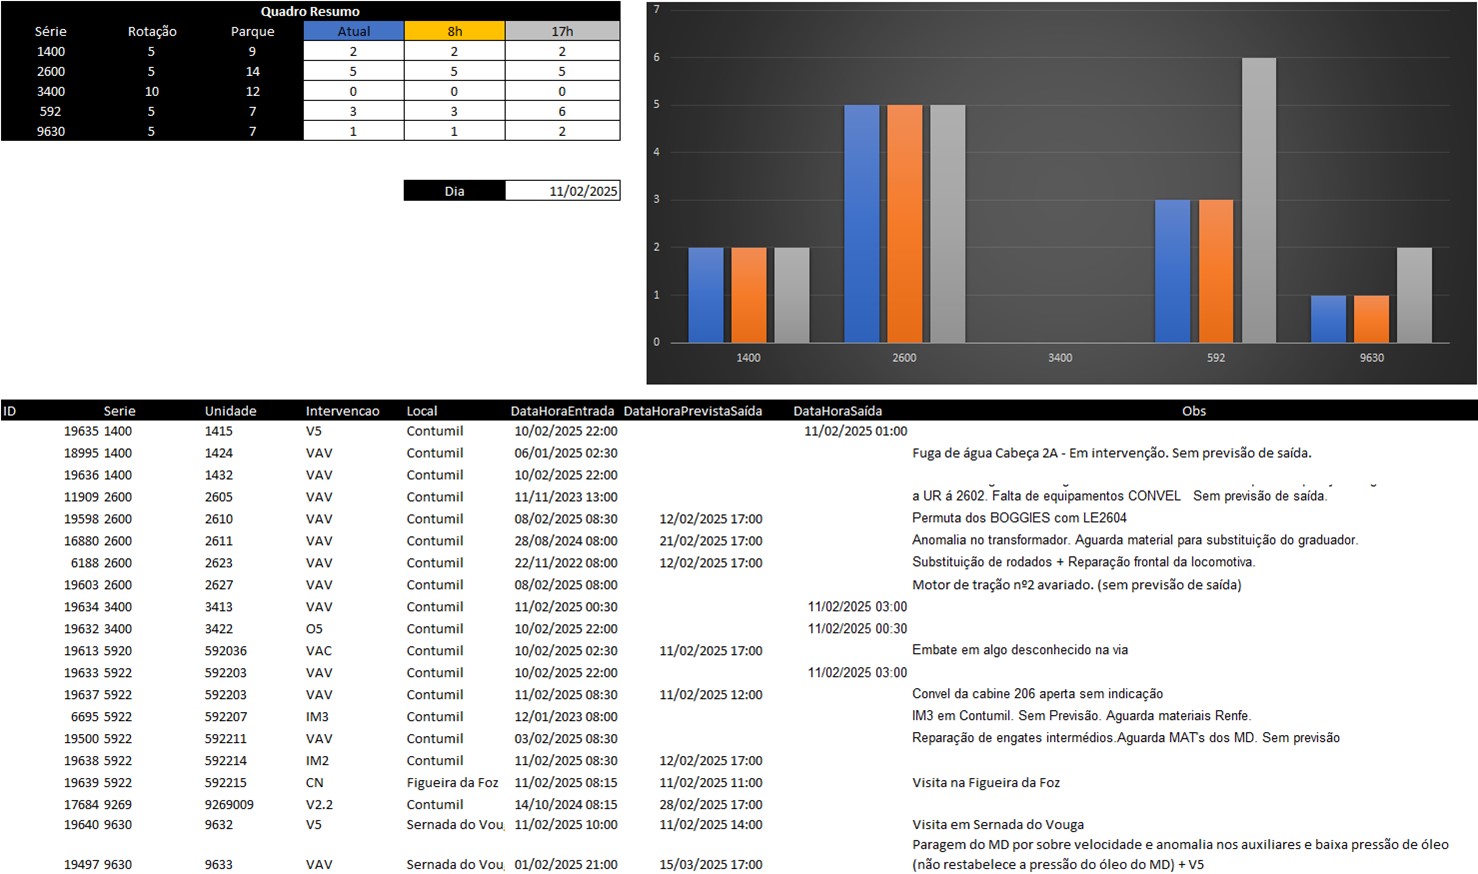 Quadro Resumo
Série Rotação Parque Atual 8h 17h
1400 5 9 2 2 2
2600 5 14 5 5 5
3400 10 12 0 0 0
592 5 7 3 3 6
9630 5 7 1 1 2
Dia 11/02/2025
7
6
5
4
3
2
1
0
1400 2600 3400 592 9630
ID Serie Unidade Intervencao Local DataHoraEntrada DataHoraPrevistaSaída DataHoraSaída Obs
19635 1400 1415 V5 Contumil 10/02/2025 22:00 11/02/2025 01:00
18995 1400 1424 VAV Contumil 06/01/2025 02:30 Fuga de água Cabeça 2A - Em intervenção. Sem previsão de saída.
19636 1400 1432 VAV Contumil 10/02/2025 22:00
11909 2600 2605 VAV Contumil 11/11/2023 13:00 a UR á 2602. Falta de equipamentos CONVEL Sem previsão de saída.
19598 2600 2610 VAV Contumil 08/02/2025 08:30 12/02/2025 17:00 Permuta dos BOGGIES com LE2604
16880 2600 2611 VAV Contumil 28/08/2024 08:00 21/02/2025 17:00 Anomalia no transformador. Aguarda material para substituição do graduador.
6188 2600 2623 VAV Contumil 22/11/2022 08:00 12/02/2025 17:00 Substituição de rodados + Reparação frontal da locomotiva.
19603 2600 2627 VAV Contumil 08/02/2025 08:00 Motor de tração nº2 avariado. (sem previsão de saída)
19634 3400 3413 VAV Contumil 11/02/2025 00:30 11/02/2025 03:00
19632 3400 3422 O5 Contumil 10/02/2025 22:00 11/02/2025 00:30
19613 5920 592036 VAC Contumil 10/02/2025 02:30 11/02/2025 17:00 Embate em algo desconhecido na via
19633 5922 592203 VAV Contumil 10/02/2025 22:00 11/02/2025 03:00
19637 5922 592203 VAV Contumil 11/02/2025 08:30 11/02/2025 12:00 Convel da cabine 206 aperta sem indicação
6695 5922 592207 IM3 Contumil 12/01/2023 08:00 IM3 em Contumil. Sem Previsão. Aguarda materiais Renfe.
19500 5922 592211 VAV Contumil 03/02/2025 08:30 Reparação de engates intermédios.Aguarda MAT's dos MD. Sem previsão
19638 5922 592214 IM2 Contumil 11/02/2025 08:30 12/02/2025 17:00
19639 5922 592215 CN Figueira da Foz 11/02/2025 08:15 11/02/2025 11:00 Visita na Figueira da Foz
17684 9269 9269009 V2.2 Contumil 14/10/2024 08:15 28/02/2025 17:00
19640 9630 9632 V5 Sernada do Vou 11/02/2025 10:00 11/02/2025 14:00 Visita em Sernada do Vouga
Paragem do MD por sobre velocidade e anomalia nos auxiliares e baixa pressão de óleo
19497 9630 9633 VAV Sernada do Vou 01/02/2025 21:00 15/03/2025 17:00 (não restabelece a pressão do óleo do MD) + V5